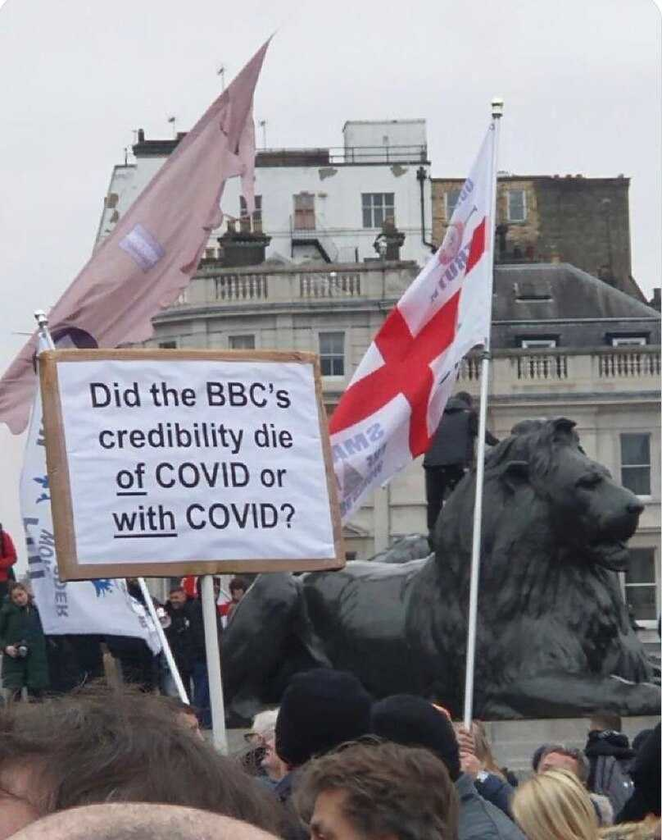 Did the BBC's
credibility die
of COVID or
with COVID?